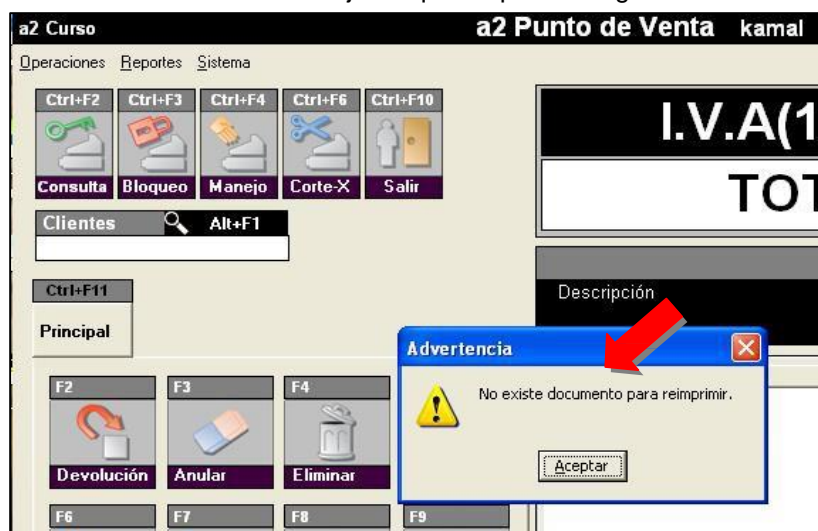 a2 Curso
a2 Punto de Venta kamal
Operaciones Reportes Sistema
Ctrl+F2 Ctrl+F3 Ctrl+F4 Ctrl+F6 Ctrl+F10
Consulta Bloqueo Manejo Corte-X Salir
I.V.A(1
TOT
Clientes Alt+F1
Ctrl+F11
Descripción
Principal
Advertencia
No existe documento para reimprimir.
Aceptar
F2 F3 F4
Devolución Anular Eliminar
F6 F7 F8 F9